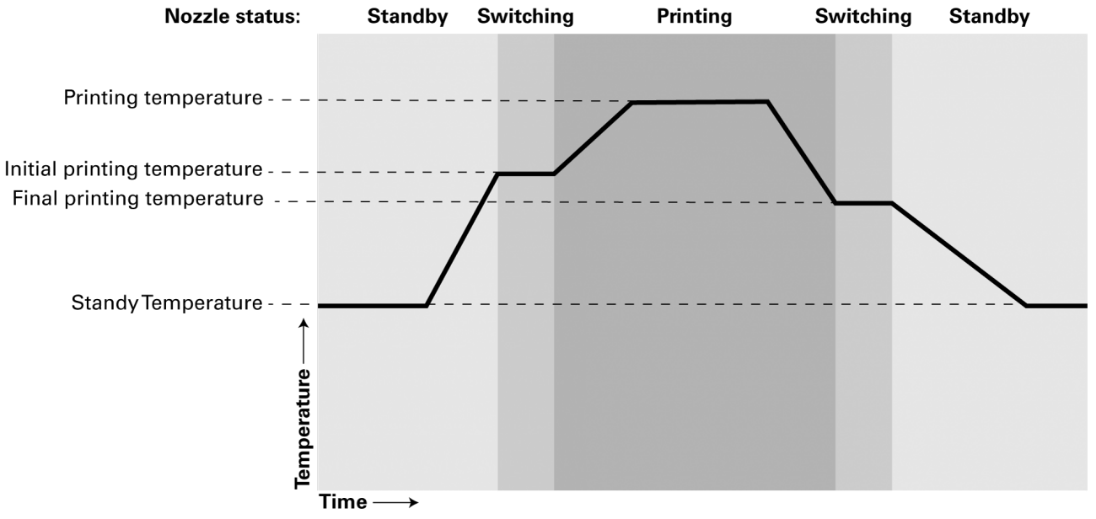 Nozzle status: Standby Switching Printing Switching Standby
Printing temperature
Initial printing temperature
Final printing temperature
Standy Temperature
Temperature
Time